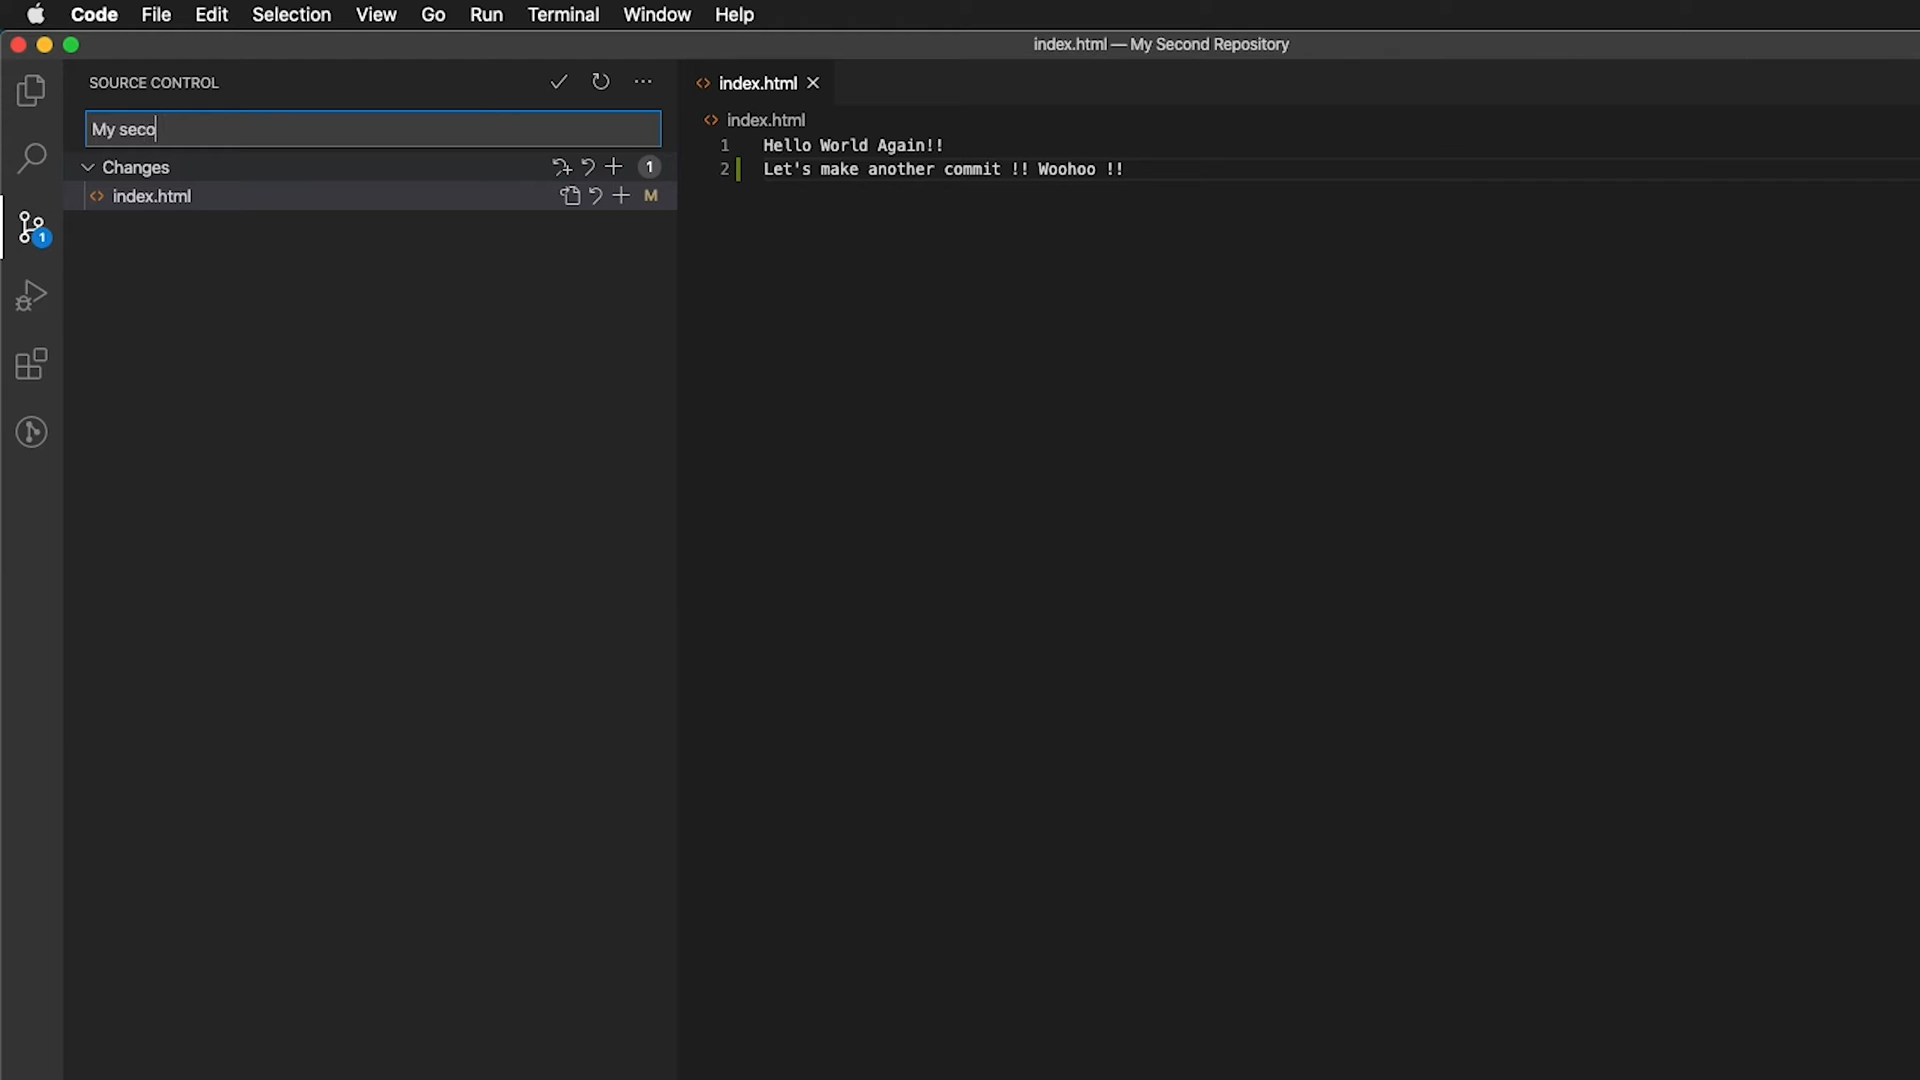 Code File Edit Selection View Go Run Terminal Window Help
index.html — My Second Repository
SOURCE CONTROL
My seco
Changes 1
index.html M
1
index.html
index.html
1 Hello World Again!!
2 Let's make another commit !! Woohoo !!